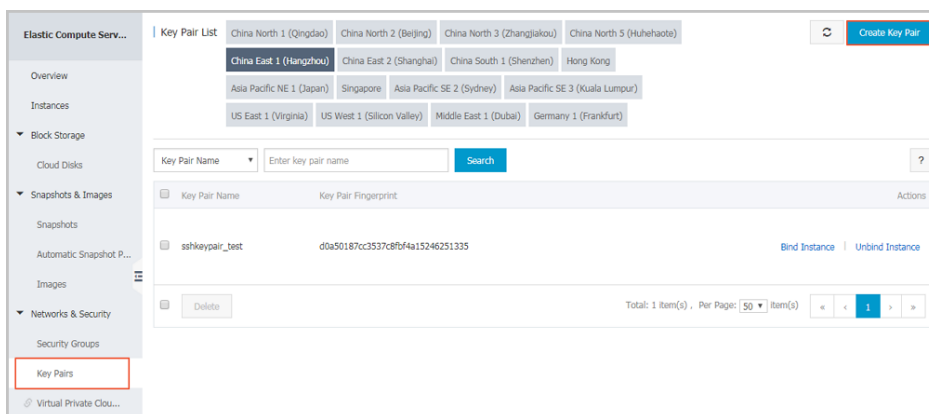 Elastic Compute Serv...
Overview
Instances
Block Storage
Cloud Disks
Snapshots & Images
Snapshots
Automatic Snapshot P...
Images
Networks & Security
Security Groups
Key Pairs
Virtual Private Clou...
Key Pair List China North 1 (Qingdao) China North 2 (Beijing) China North 3 (Zhangjiakou) China North 5 (Huhehaote) Create Key Pair
China East 1 (Hangzhou) China East 2 (Shanghai) China South 1 (Shenzhen) Hong Kong
Asia Pacific NE 1 (Japan) Singapore Asia Pacific SE 2 (Sydney) Asia Pacific SE 3 (Kuala Lumpur)
US East 1 (Virginia) US West 1 (Silicon Valley) Middle East 1 (Dubai) Germany 1 (Frankfurt)
Key Pair Name Enter key pair name Search ?
Key Pair Name Key Pair Fingerprint Actions
sshkeypair_test d0a50187cc3537c8fbf4a15246251335 Bind Instance | Unbind Instance
Delete Total: 1 item(s) , Per Page: 50 item(s) « ‹ 1 › »